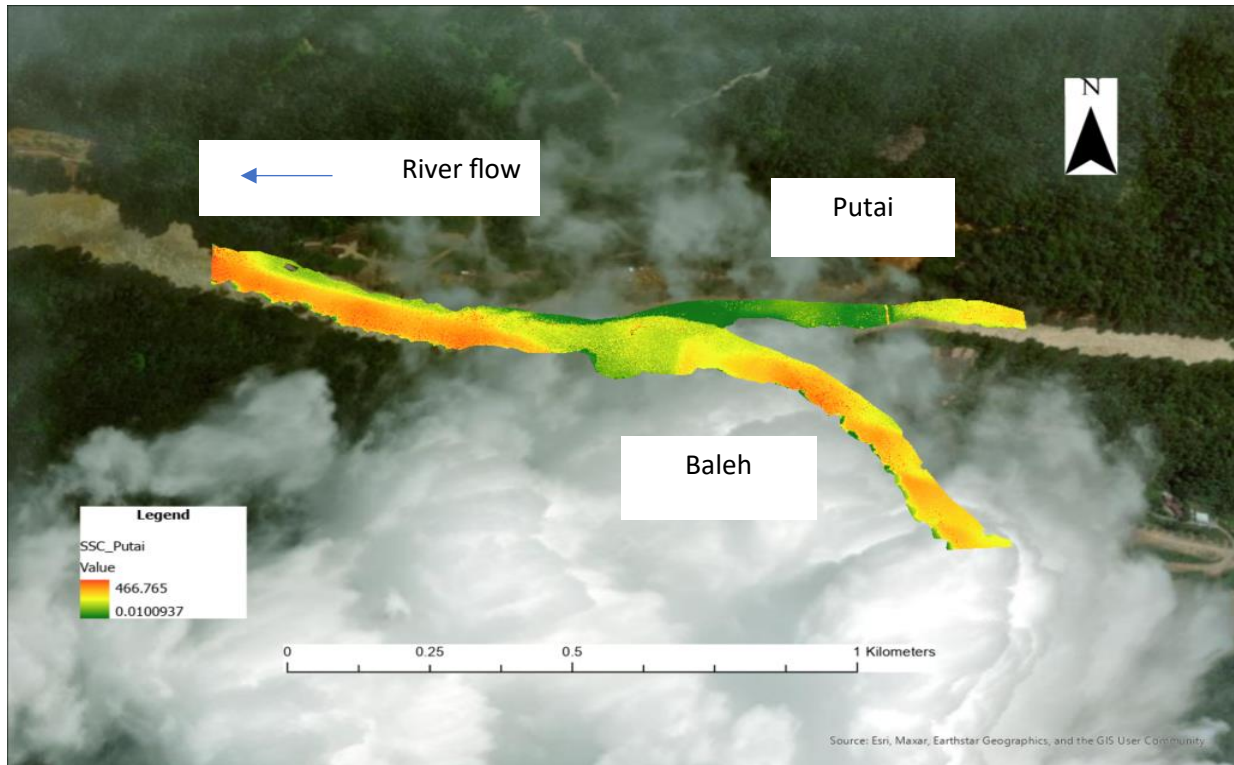 N
River flow
Putai
Baleh
Legend
SSC_Putai
Value
466.765
0.0100937
0 0.25 0.5 1 Kilometers
Source: Esri, Maxar, Earthstar Geographics, and the GIS User Community